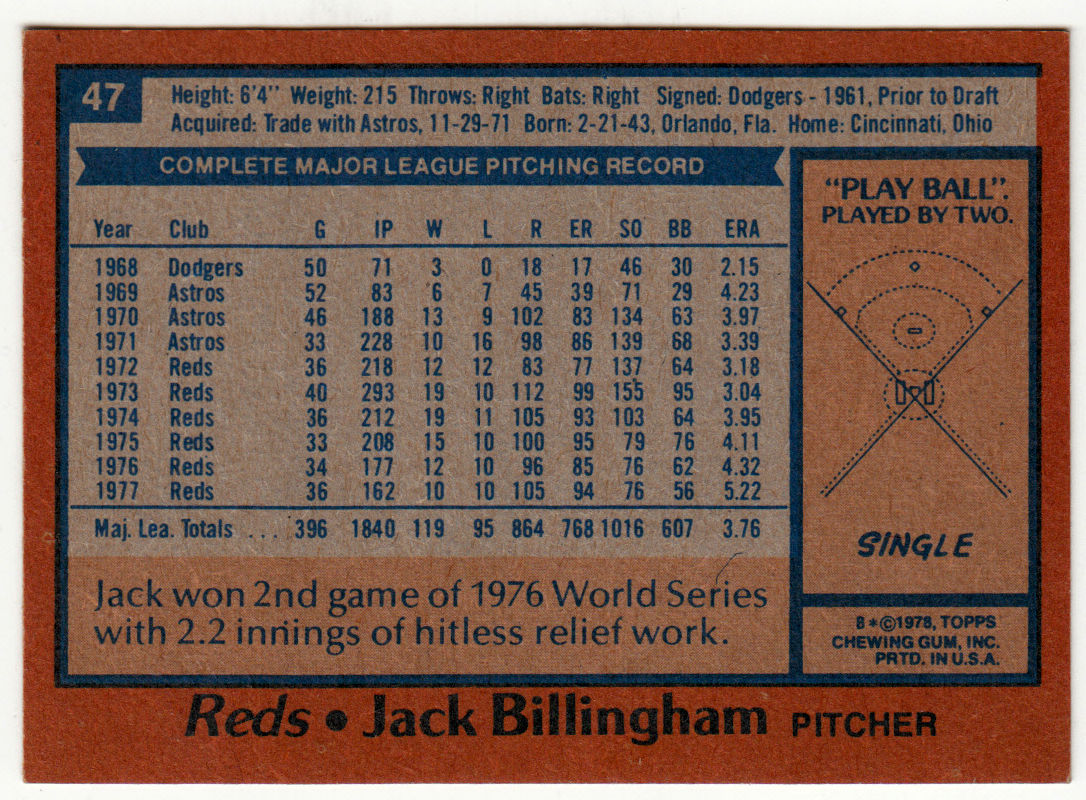 47
Height: 6'4" Weight: 215 Throws: Right Bats: Right Signed: Dodgers - 1961, Prior to Draft
Acquired: Trade with Astros, 11-29-71 Born: 2-21-43, Orlando, Fla. Home: Cincinnati, Ohio
COMPLETE MAJOR LEAGUE PITCHING RECORD
Year Club G IP W L R ER SO BB ERA
1968 Dodgers 50 71 3 0 18 17 46 30 2.15
1969 Astros 52 83 6 7 45 39 71 29 4.23
1970 Astros 46 188 13 9 102 83 134 63 3.97
1971 Astros 33 228 10 16 98 86 139 68 3.39
1972 Reds 36 218 12 12 83 77 137 64 3.18
1973 Reds 40 293 19 10 112 99 155 95 3.04
1974 Reds 36 212 19 11 105 93 103 64 3.95
1975 Reds 33 208 15 10 100 95 79 76 4.11
1976 Reds 34 177 12 10 96 85 76 62 4.32
1977 Reds 36 162 10 10 105 94 76 56 5.22
Maj. Lea. Totals ... 396 1840 119 95 864 768 1016 607 3.76
Jack won 2nd game of 1976 World Series
with 2.2 innings of hitless relief work.
"PLAY BALL".
PLAYED BY TWO.
SINGLE
8*©1978, TOPPS
CHEWING GUM, INC.
PRTD. IN U.S.A.
Reds • Jack Billingham PITCHER